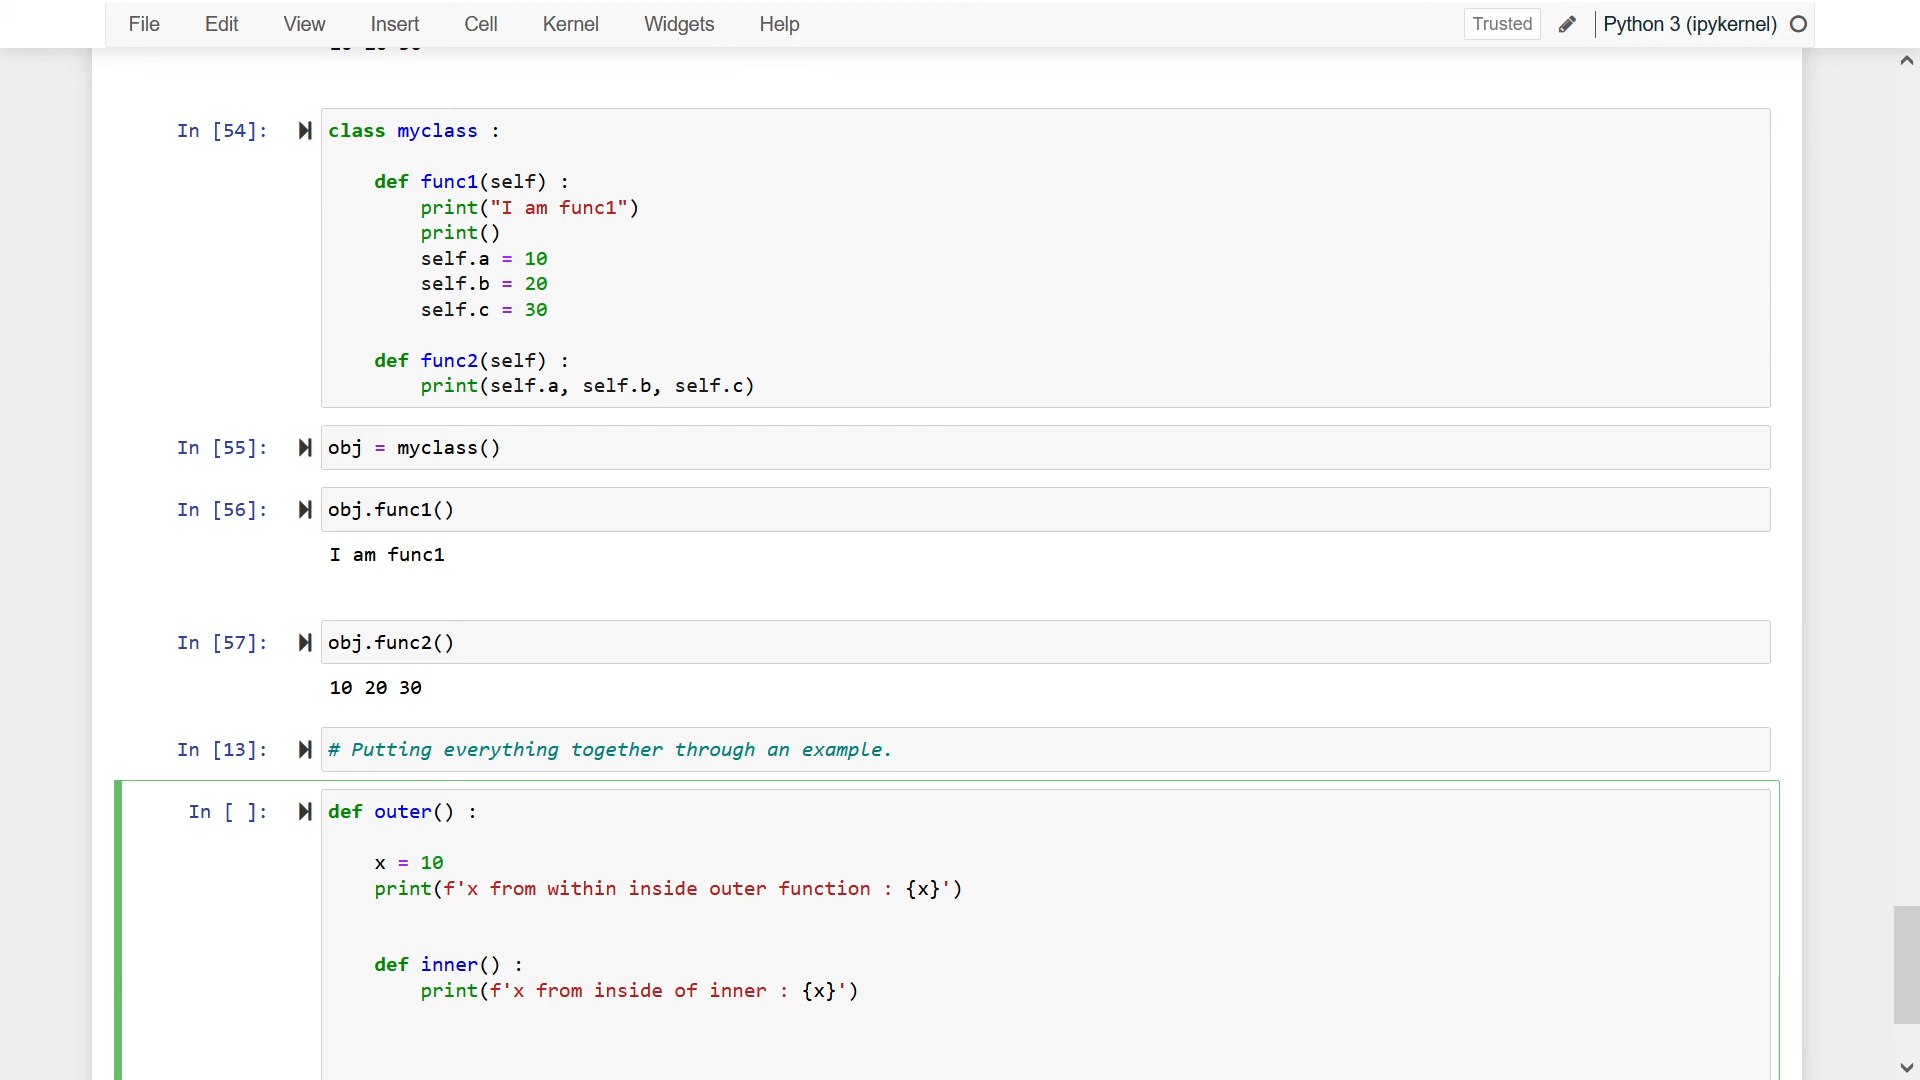 File Edit View Insert Cell Kernel Widgets Help Trusted Python 3 (ipykernel)
In [54]: class myclass :
def func1(self) :
print("I am func1")
print()
self.a = 10
self.b = 20
self.c = 30
def func2(self) :
print(self.a, self.b, self.c)
In [55]: obj = myclass()
In [56]: obj.func1()
I am func1
In [57]: obj.func2()
10 20 30
In [13]: # Putting everything together through an example.
In [ ]: def outer() :
x = 10
print(f'x from within inside outer function : {x}')
def inner() :
print(f'x from inside of inner : {x}')